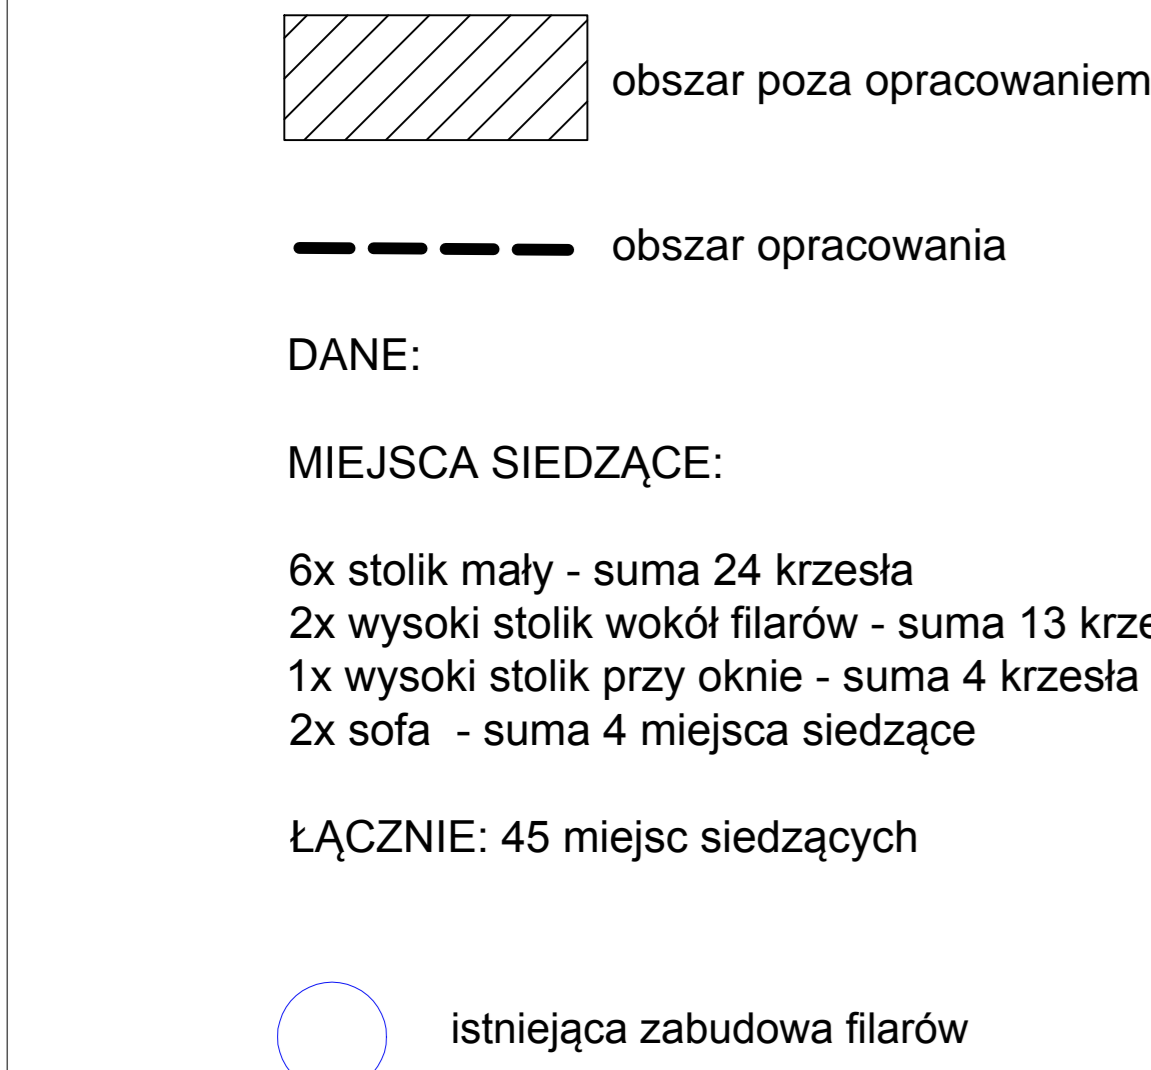 obszar poza opracowaniem
obszar opracowania
DANE:
MIEJSCA SIEDZĄCE:
6x stolik mały - suma 24 krzesła
2x wysoki stolik wokół filarów - suma 13
1x wysoki stolik przy oknie - suma 4 krzesła
2x sofa - suma 4 miejsca siedzące
ŁĄCZNIE: 45 miejsc siedzących
istniejąca zabudowa filarów